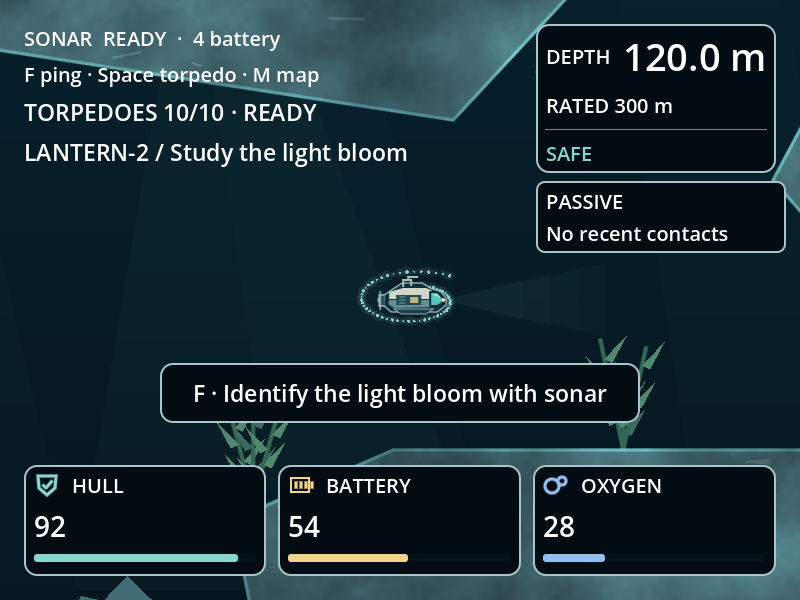 SONAR READY · 4 battery
F ping · Space torpedo · M map
TORPEDOES 10/10 · READY
LANTERN-2 / Study the light bloom
DEPTH 120.0 m
RATED 300 m
SAFE
PASSIVE
No recent contacts
F · Identify the light bloom with sonar
HULL
92
BATTERY
54
OXYGEN
28